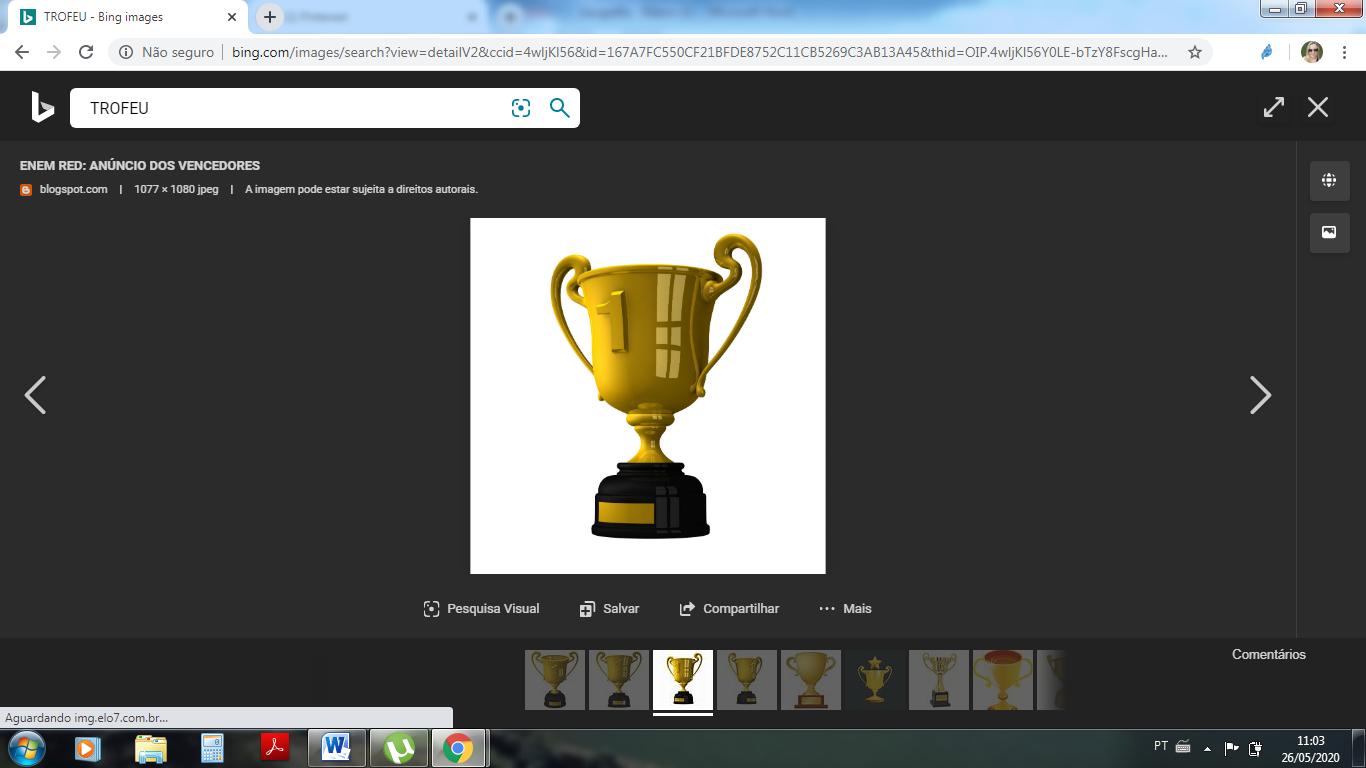 TROFEU - Bing images
Não seguro
bing.com/images/search?view=detailV2&ccid=4wljKl56&id=167A7FC550CF21BFDE8752C11CB5269C3AB13A45&thid=OIP.4wljKl56Y0LE-bTzY8FscgHa...
TROFEU
ENEM RED: ANÚNCIO DOS VENCEDORES
blogspot.com | 1077 × 1080 jpeg | A imagem pode estar sujeita a direitos autorais.
1
Pesquisa Visual
Salvar
Compartilhar
Mais
Comentários
Aguardando img.elo7.com.br...
PT
11:03
26/05/2020